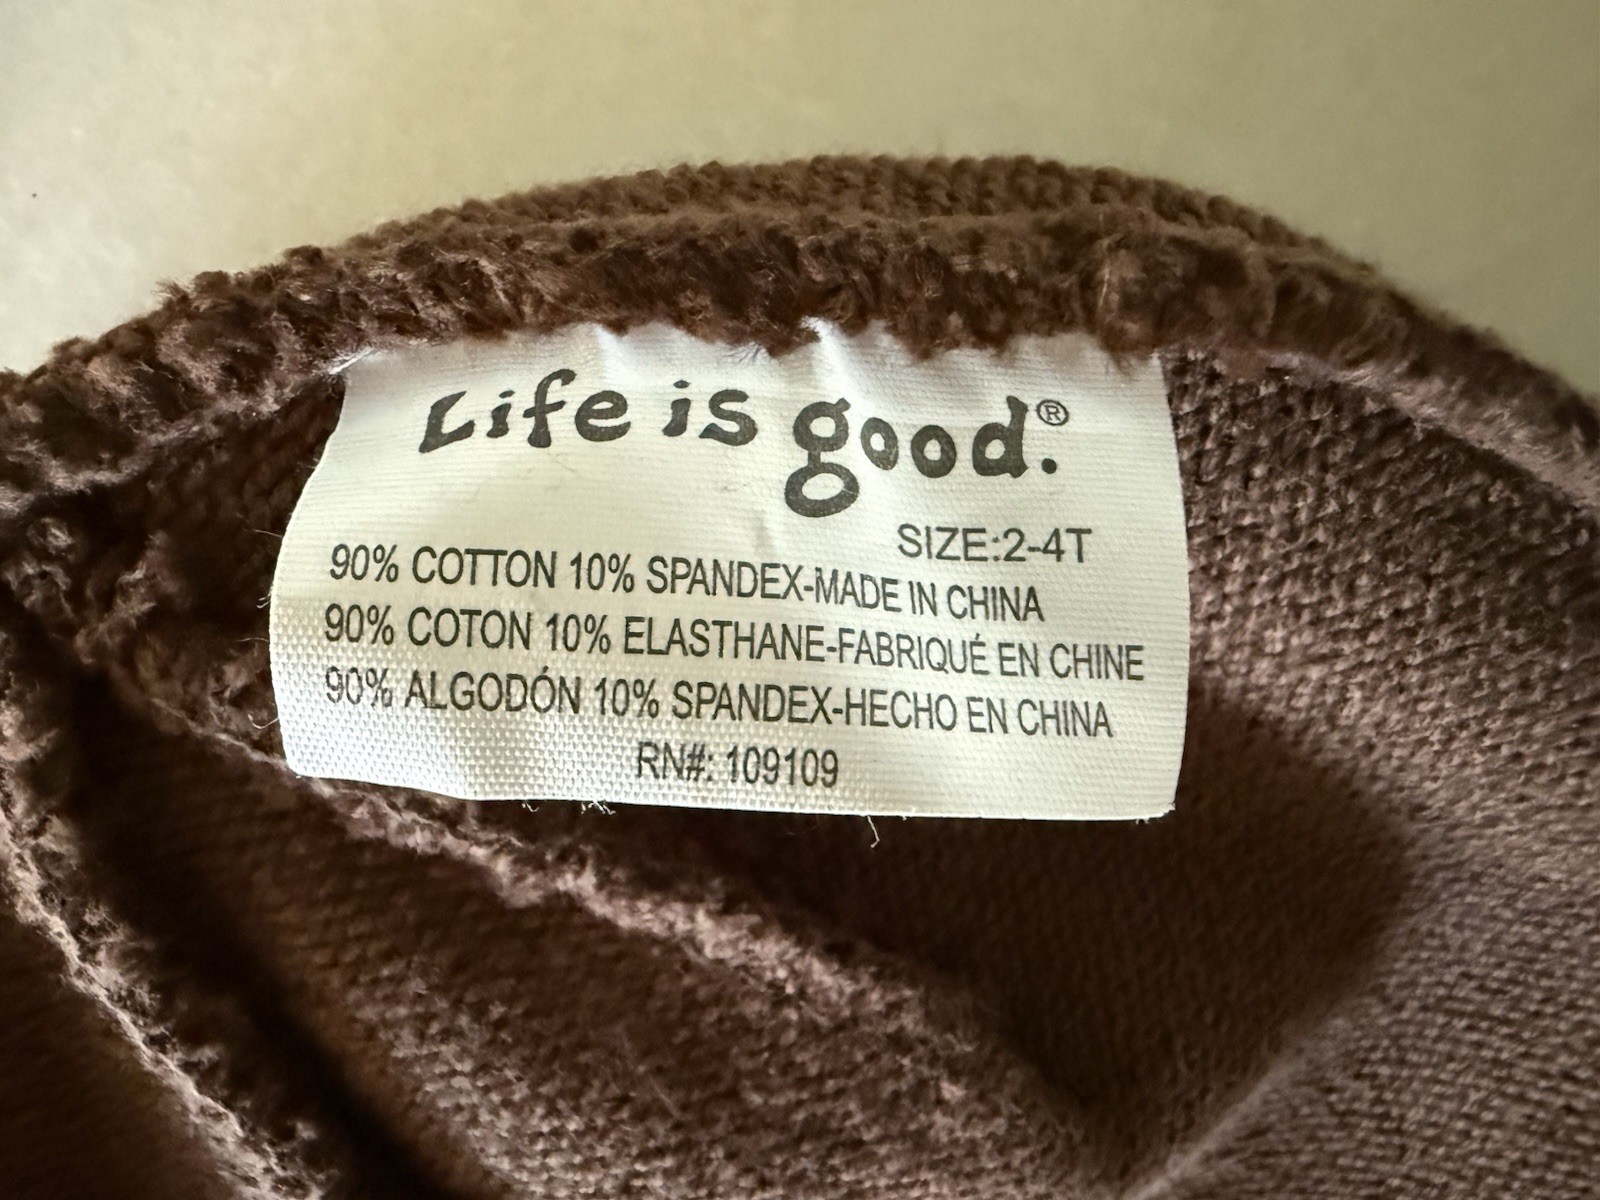 Life is good.®
SIZE:2-4T
90% COTTON 10% SPANDEX-MADE IN CHINA
90% COTON 10% ELASTHANE-FABRIQUÉ EN CHINE
90% ALGODÓN 10% SPANDEX-HECHO EN CHINA
RN#: 109109